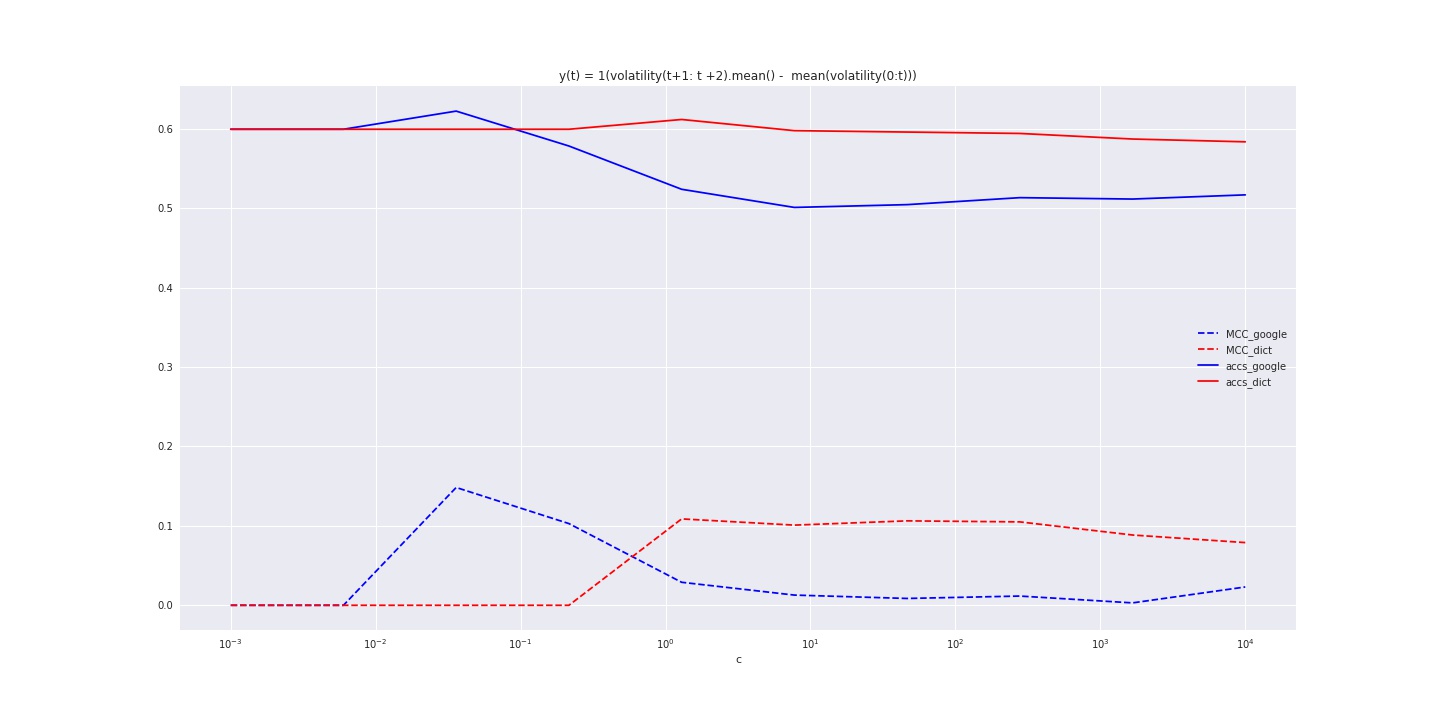 y(t) = 1(volatility(t+1: t +2).mean() -  mean(volatility(0:t)))
0.6
0.5
0.4
0.3
0.2
0.1
0.0
MCC_google
MCC_dict
accs_google
accs_dict
10⁻³ 10⁻² 10⁻¹ 10⁰ 10¹ 10² 10³ 10⁴
c